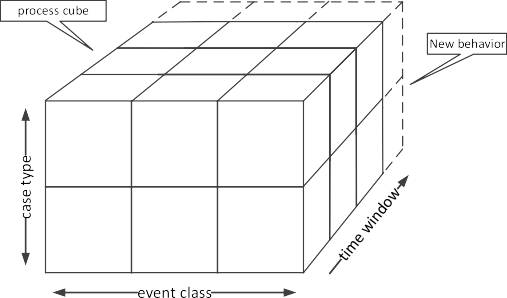 process cube
New behavior
case type
time window
event class